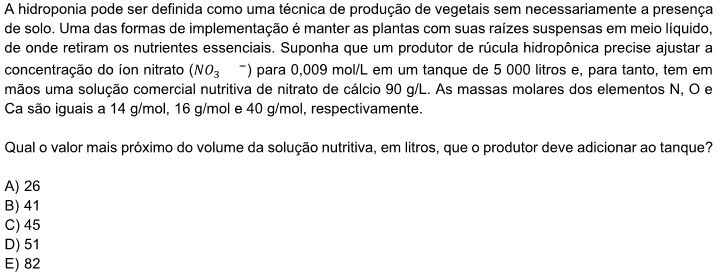 A hidroponia pode ser definida como uma técnica de produção de vegetais sem necessariamente a presença
de solo. Uma das formas de implementação é manter as plantas com suas raízes suspensas em meio líquido,
de onde retiram os nutrientes essenciais. Suponha que um produtor de rúcula hidropônica precise ajustar a
concentração do íon nitrato (NO₃ ⁻) para 0,009 mol/L em um tanque de 5 000 litros e, para tanto, tem em
mãos uma solução comercial nutritiva de nitrato de cálcio 90 g/L. As massas molares dos elementos N, O e
Ca são iguais a 14 g/mol, 16 g/mol e 40 g/mol, respectivamente.
Qual o valor mais próximo do volume da solução nutritiva, em litros, que o produtor deve adicionar ao tanque?
A) 26
B) 41
C) 45
D) 51
E) 82